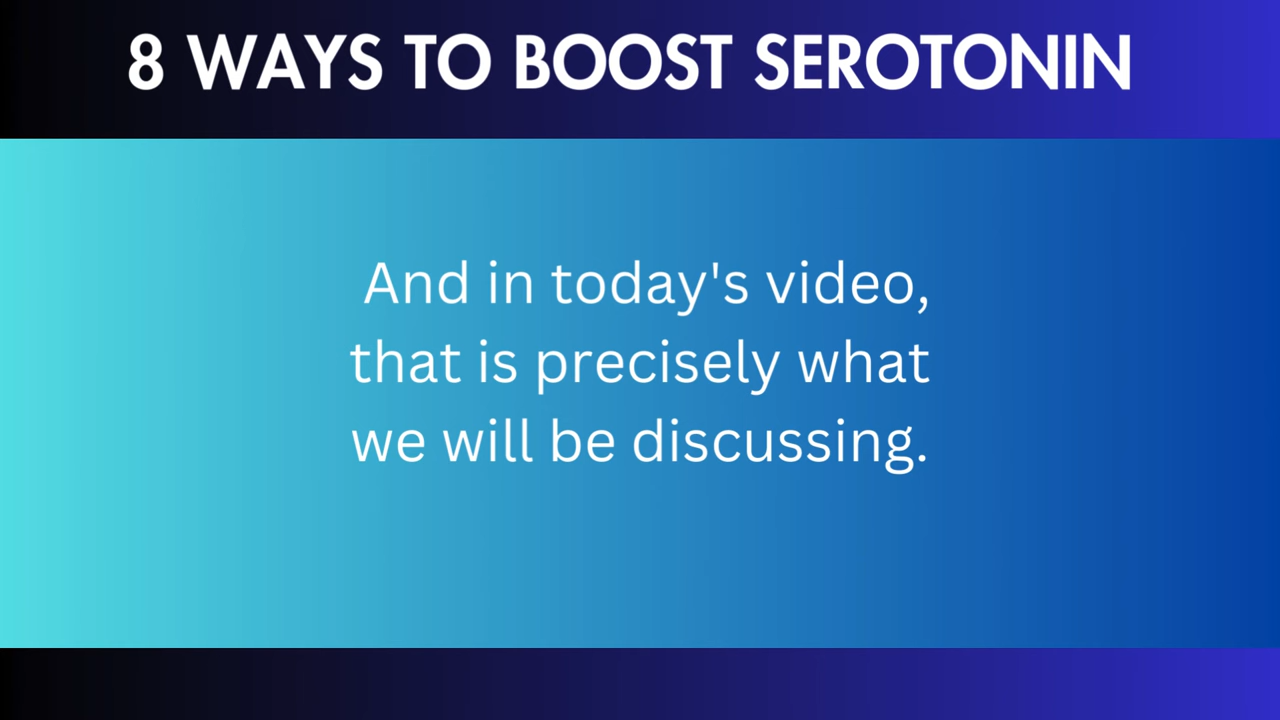 8 WAYS TO BOOST SEROTONIN
And in today's video,
that is precisely what
we will be discussing.